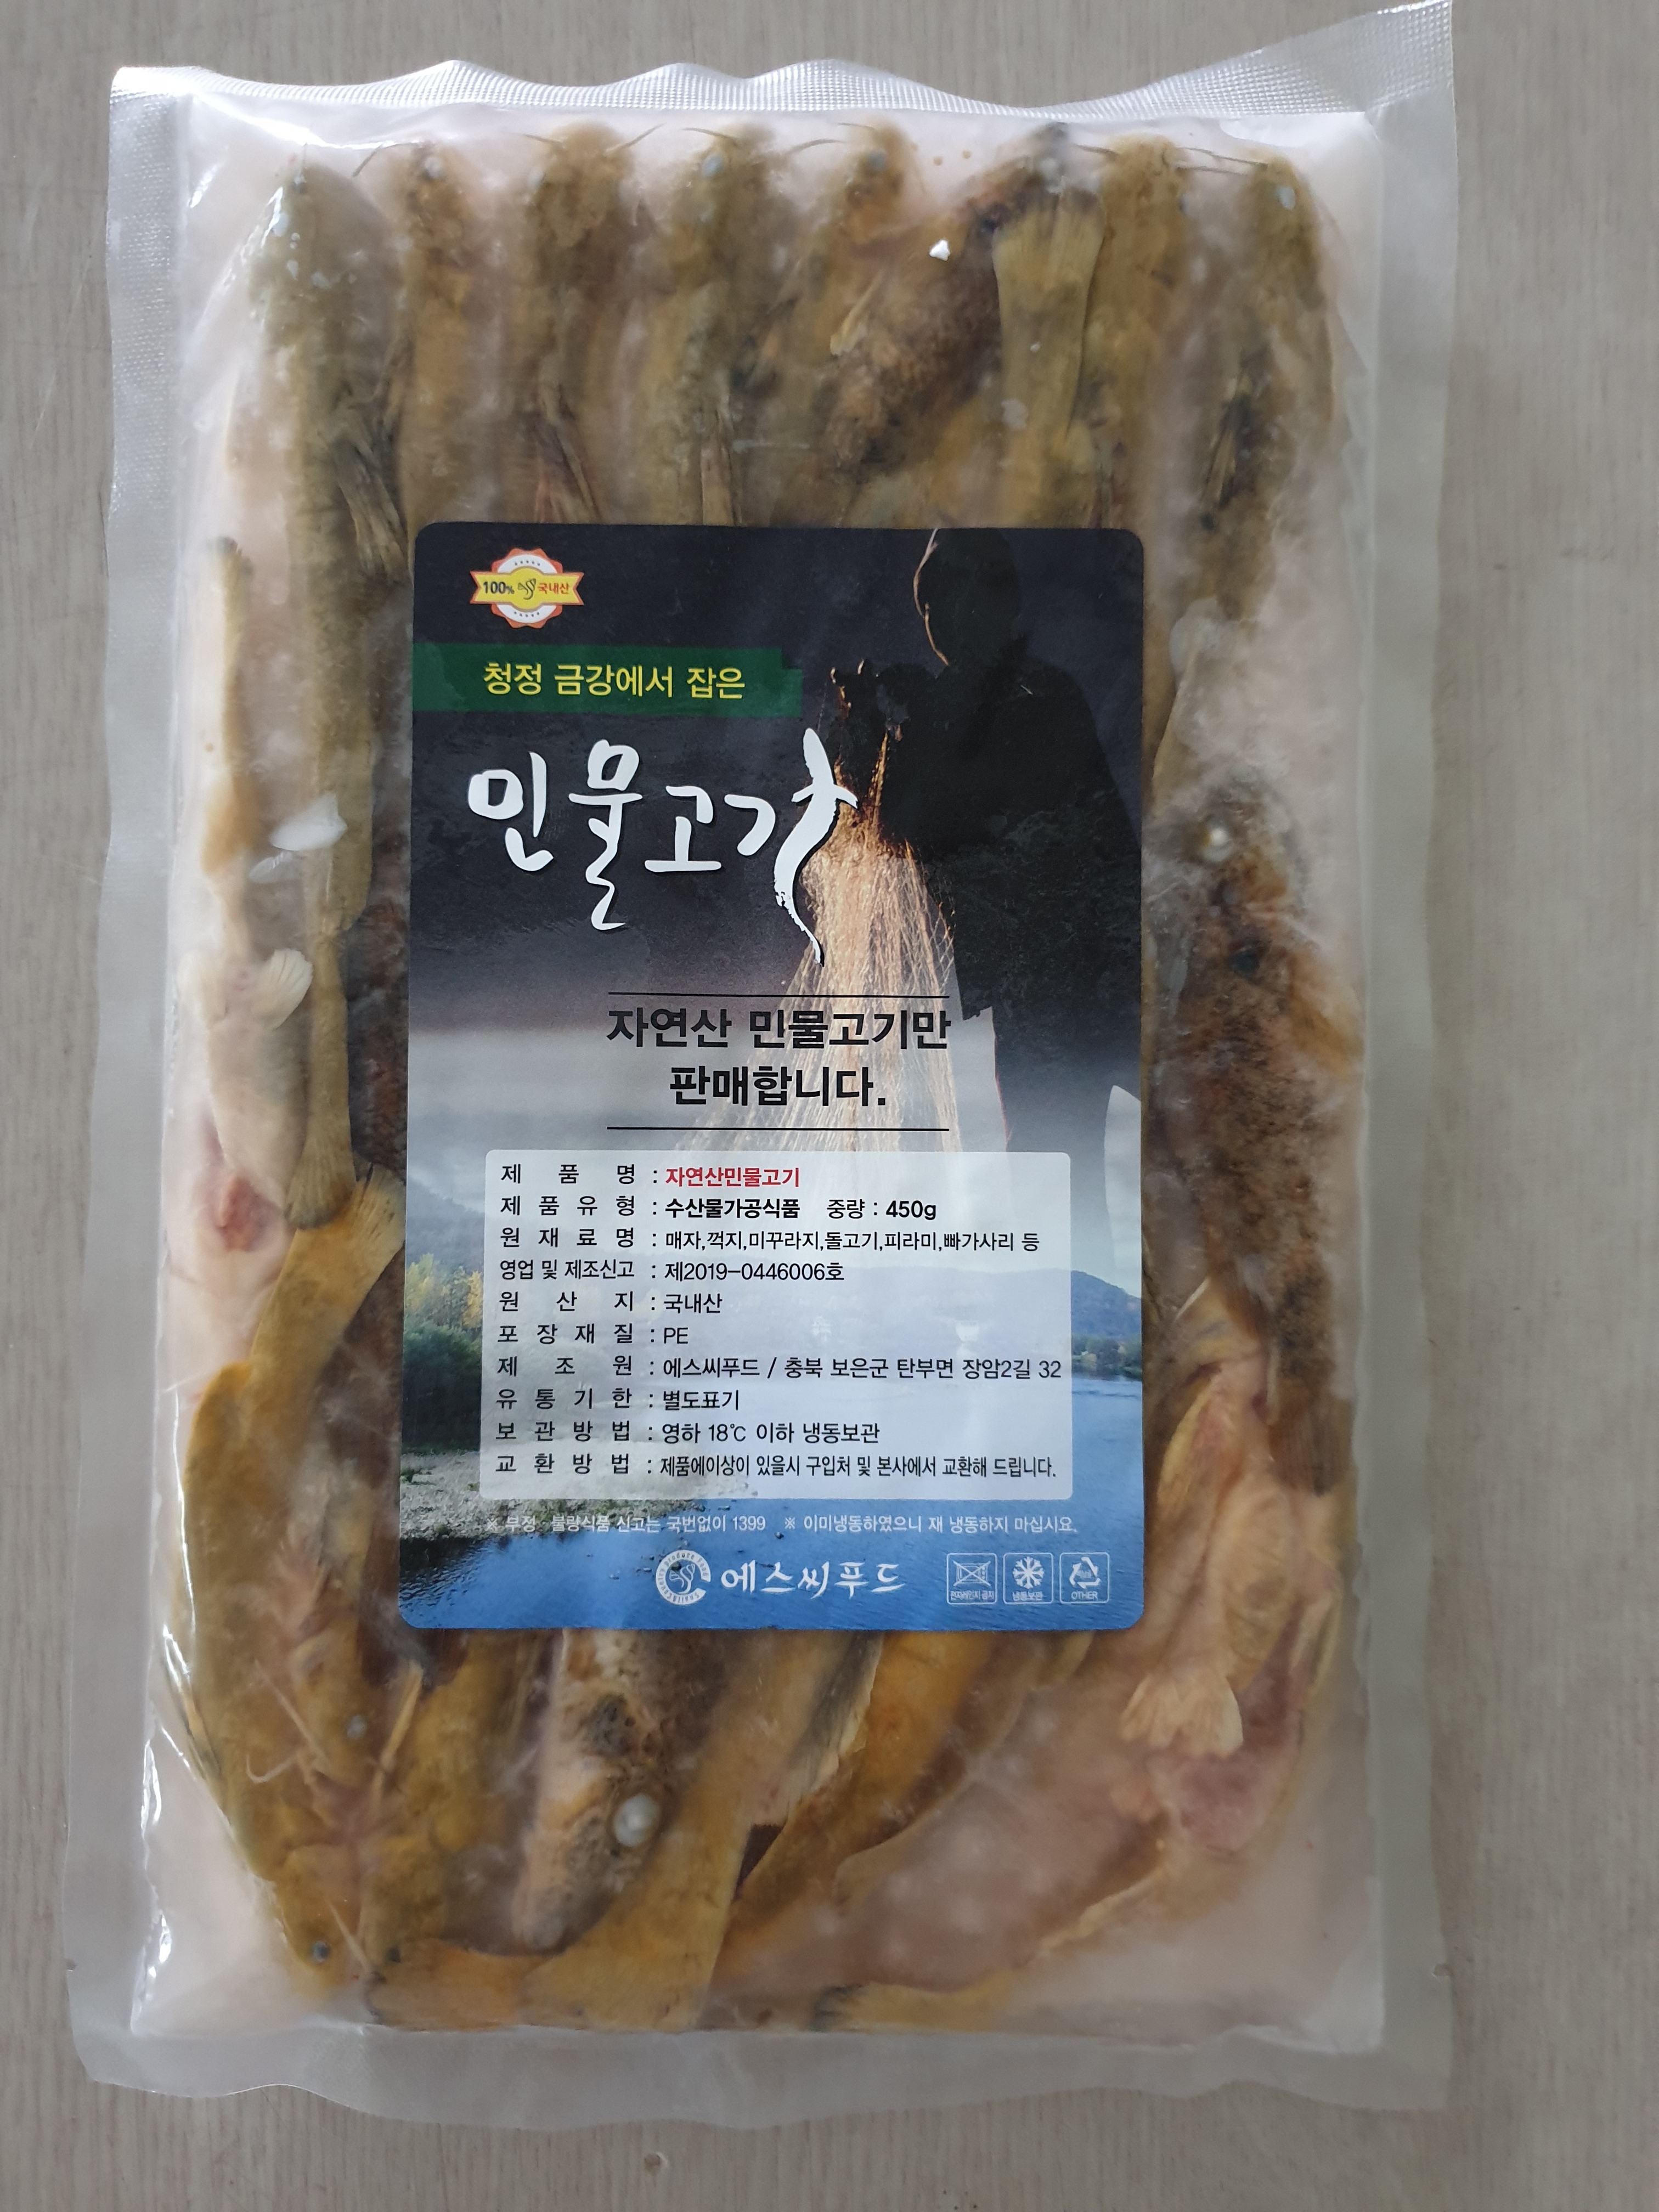 100% 국내산
청정 금강에서 잡은
민물고기
자연산 민물고기만
판매합니다.
제 품 명 : 자연산민물고기
제 품 유 형 : 수산물가공식품 중량 : 450g
원 재 료 명 : 매자,꺽지,미꾸라지,돌고기,피라미,빠가사리 등
영업 및 제조신고 : 제2019-0446006호
원 산 지 : 국내산
포 장 재 질 : PE
제 조 원 : 에스씨푸드 / 충북 보은군 탄부면 장암2길 32
유 통 기 한 : 별도표기
보 관 방 법 : 영하 18℃ 이하 냉동보관
교 환 방 법 : 제품에이상이 있을시 구입처 및 본사에서 교환해 드립니다.
※ 부정·불량식품 신고는 국번없이 1399 ※ 이미냉동하였으니 재 냉동하지 마십시요.
에스씨푸드
전자레인지 금지 냉동보관 OTHER